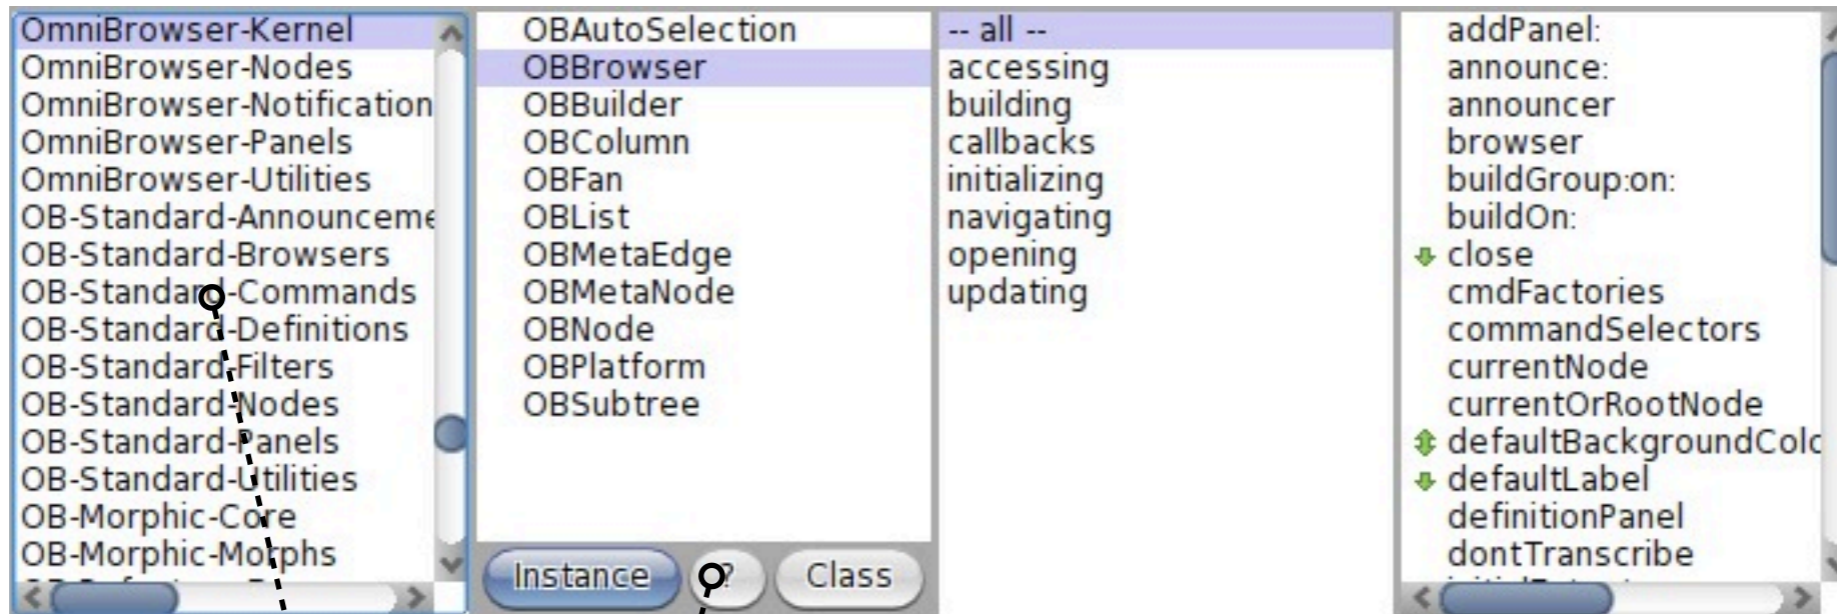 OmniBrowser-Kernel
OmniBrowser-Nodes
OmniBrowser-Notification
OmniBrowser-Panels
OmniBrowser-Utilities
OB-Standard-Announceme
OB-Standard-Browsers
OB-Standard-Commands
OB-Standard-Definitions
OB-Standard-Filters
OB-Standard-Nodes
OB-Standard-Panels
OB-Standard-Utilities
OB-Morphic-Core
OB-Morphic-Morphs
OBAutoSelection
OBBrowser
OBBuilder
OBColumn
OBFan
OBList
OBMetaEdge
OBMetaNode
OBNode
OBPlatform
OBSubtree
Instance ? Class
-- all --
accessing
building
callbacks
initializing
navigating
opening
updating
addPanel:
announce:
announcer
browser
buildGroup:on:
buildOn:
close
cmdFactories
commandSelectors
currentNode
currentOrRootNode
defaultBackgroundColo
defaultLabel
definitionPanel
dontTranscribe